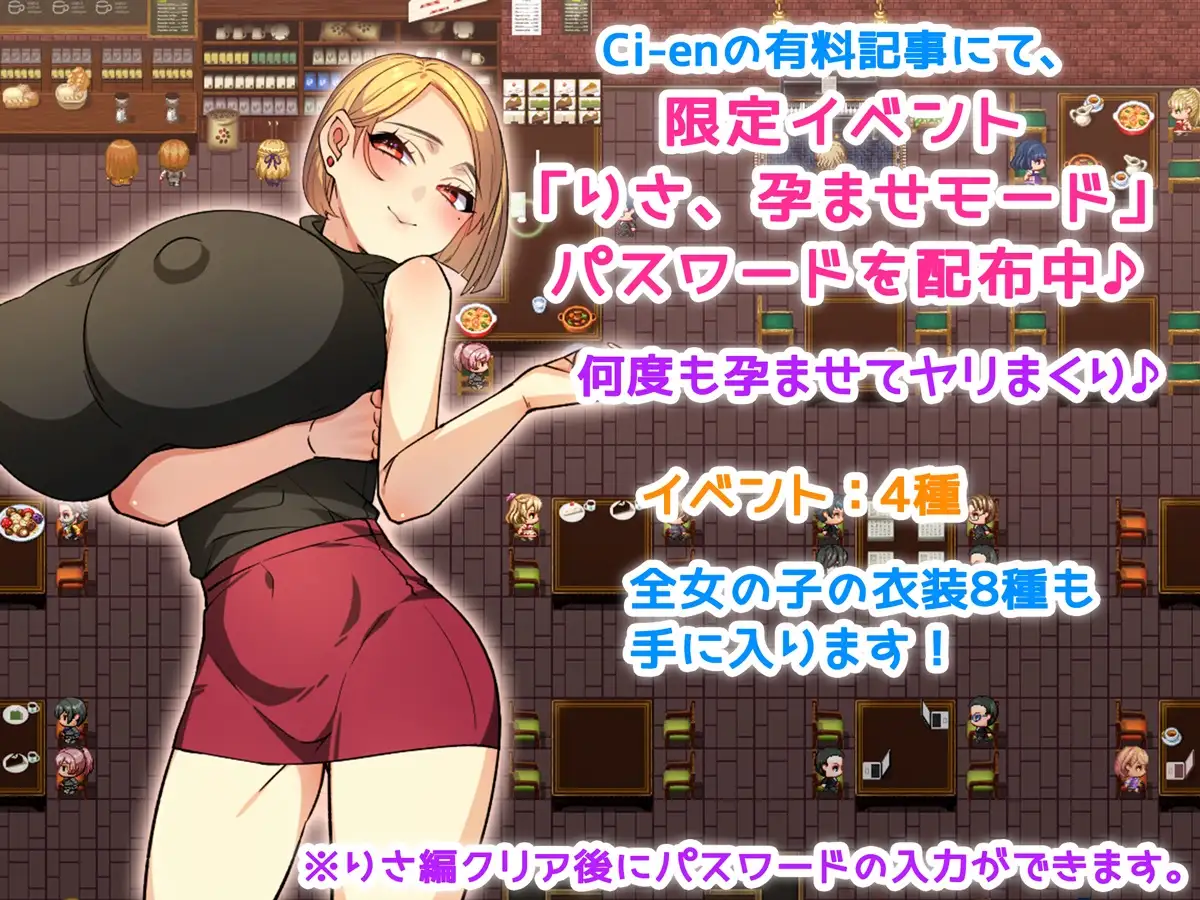 Ci-enの有料記事にて、
限定イベント
「りさ、孕ませモード」
パスワードを配布中♪
何度も孕ませてヤリまくり♪
イベント：4種
全女の子の衣装8種も
手に入ります！
※りさ編クリア後にパスワードの入力ができます。